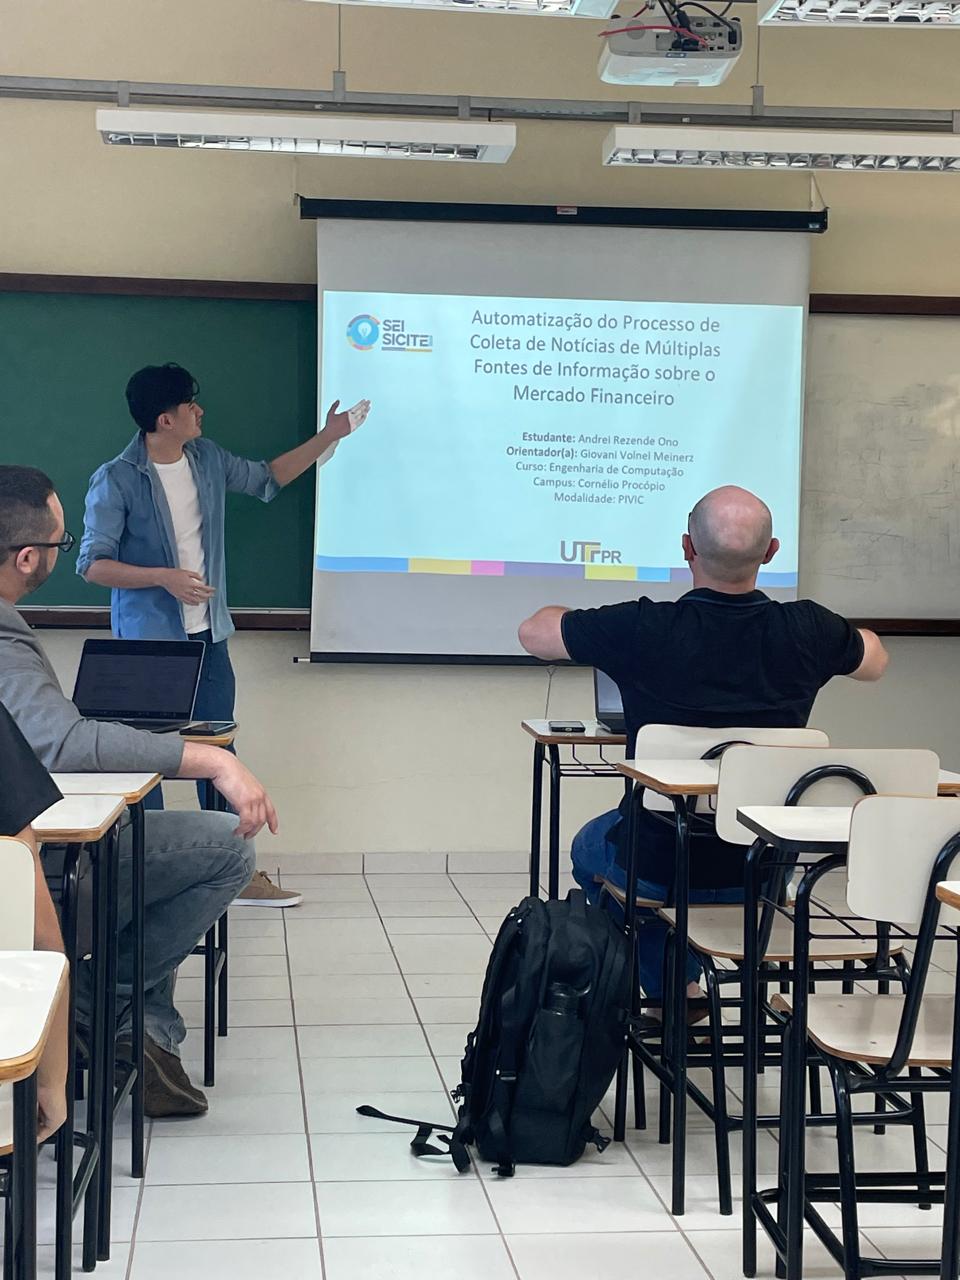 SEI
SICITE
Automatização do Processo de
Coleta de Notícias de Múltiplas
Fontes de Informação sobre o
Mercado Financeiro
Estudante: Andrei Rezende Ono
Orientador(a): Giovani Volnei Meinerz
Curso: Engenharia de Computação
Campus: Cornélio Procópio
Modalidade: PIVIC
UTFPR